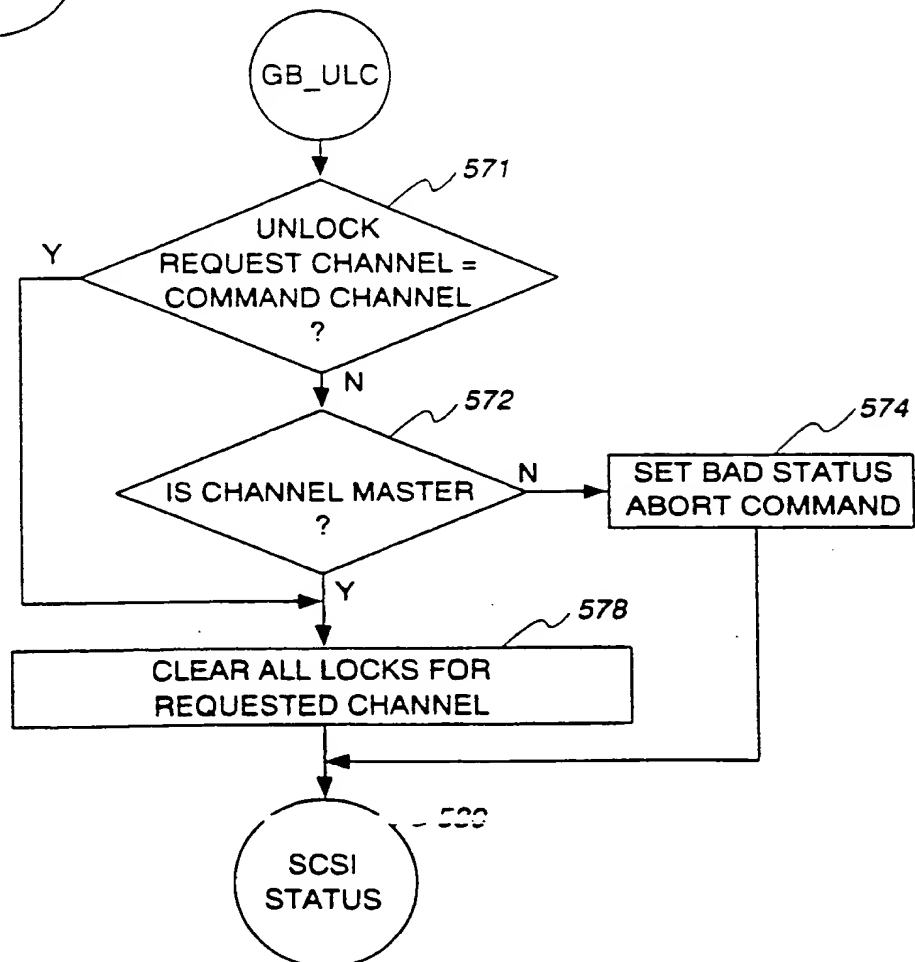 GB_ULC
571
UNLOCK
REQUEST CHANNEL =
COMMAND CHANNEL
?
Y
N
572
IS CHANNEL MASTER
?
N
574
SET BAD STATUS
ABORT COMMAND
Y
578
CLEAR ALL LOCKS FOR
REQUESTED CHANNEL
SCSI
STATUS